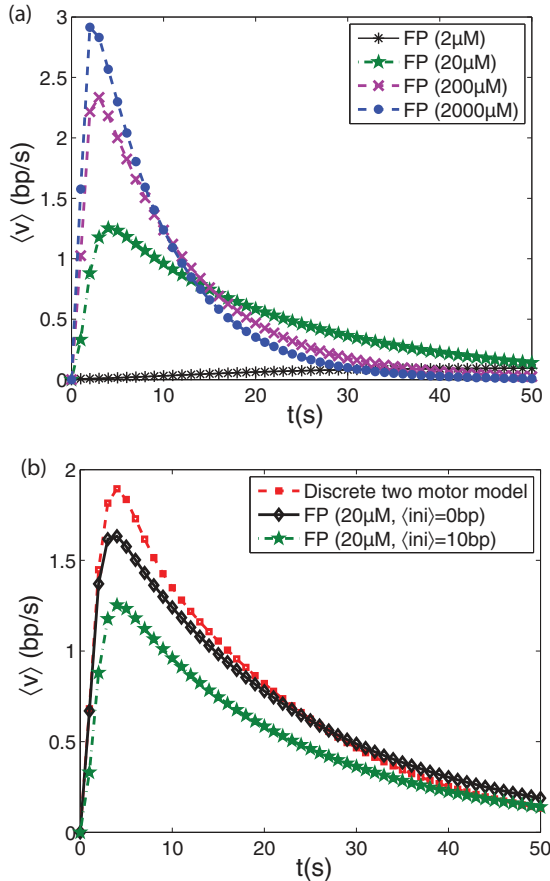 (a)
3
2.5
2
1.5
1
0.5
0
⟨v⟩ (bp/s)
FP (2μM)
FP (20μM)
FP (200μM)
FP (2000μM)
0 10 20 30 40 50
t(s)
(b)
2
1.5
1
0.5
0
⟨v⟩ (bp/s)
Discrete two motor model
FP (20μM, ⟨ini⟩=0bp)
FP (20μM, ⟨ini⟩=10bp)
0 10 20 30 40 50
t(s)